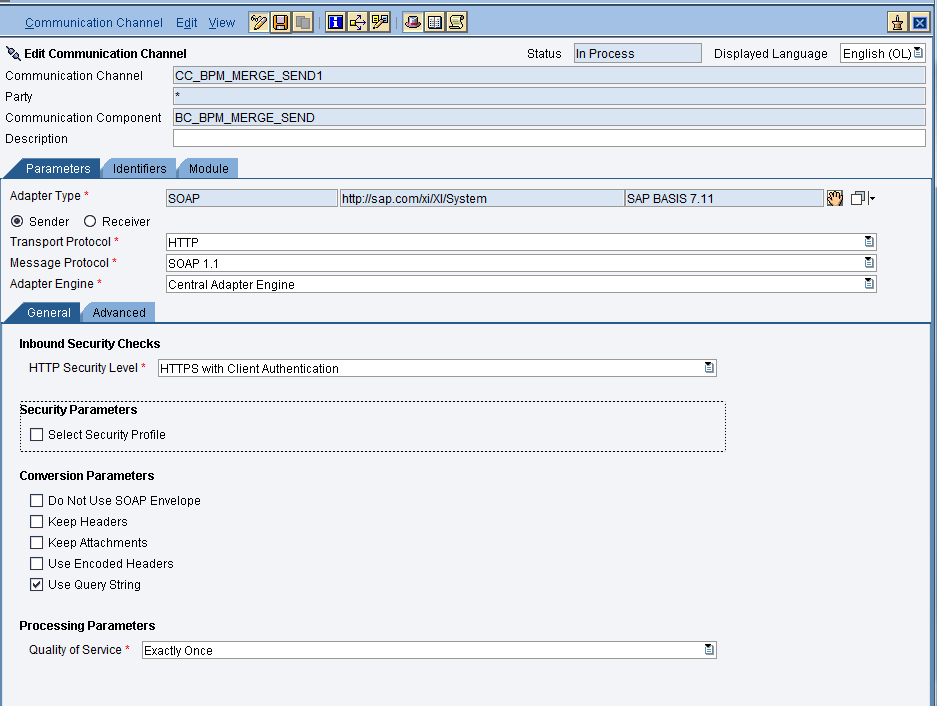 Communication Channel Edit View
Edit Communication Channel Status In Process Displayed Language English (OL)
Communication Channel CC_BPM_MERGE_SEND1
Party *
Communication Component BC_BPM_MERGE_SEND
Description
Parameters Identifiers Module
Adapter Type * SOAP http://sap.com/xi/XI/System SAP BASIS 7.11
Sender Receiver
Transport Protocol * HTTP
Message Protocol * SOAP 1.1
Adapter Engine * Central Adapter Engine
General Advanced
Inbound Security Checks
HTTP Security Level * HTTPS with Client Authentication
Security Parameters
Select Security Profile
Conversion Parameters
Do Not Use SOAP Envelope
Keep Headers
Keep Attachments
Use Encoded Headers
Use Query String
Processing Parameters
Quality of Service * Exactly Once